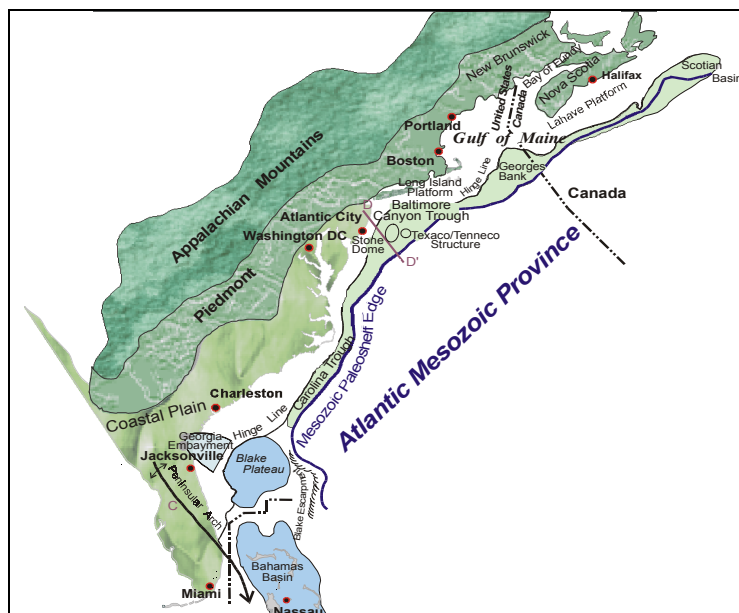 New Brunswick
Bay of Fundy
Nova Scotia
Halifax
Scotian
Basin
United States
Canada
Lahave Platform
Portland
Gulf of Maine
Boston
Hinge Line
Georges
Bank
Canada
Appalachian Mountains
Long Island
Platform
Baltimore
Canyon Trough
D
Atlantic City
Washington DC
Stone
Dome
Texaco/Tenneco
Structure
D'
Piedmont
Atlantic Mesozoic Province
Mesozoic Paleoshelf Edge
Carolina Trough
Charleston
Coastal Plain
Hinge Line
Georgia
Embayment
Jacksonville
Blake
Plateau
Peninsular Arch
C
Blake Escarpment
Bahamas
Basin
Miami
Nassau